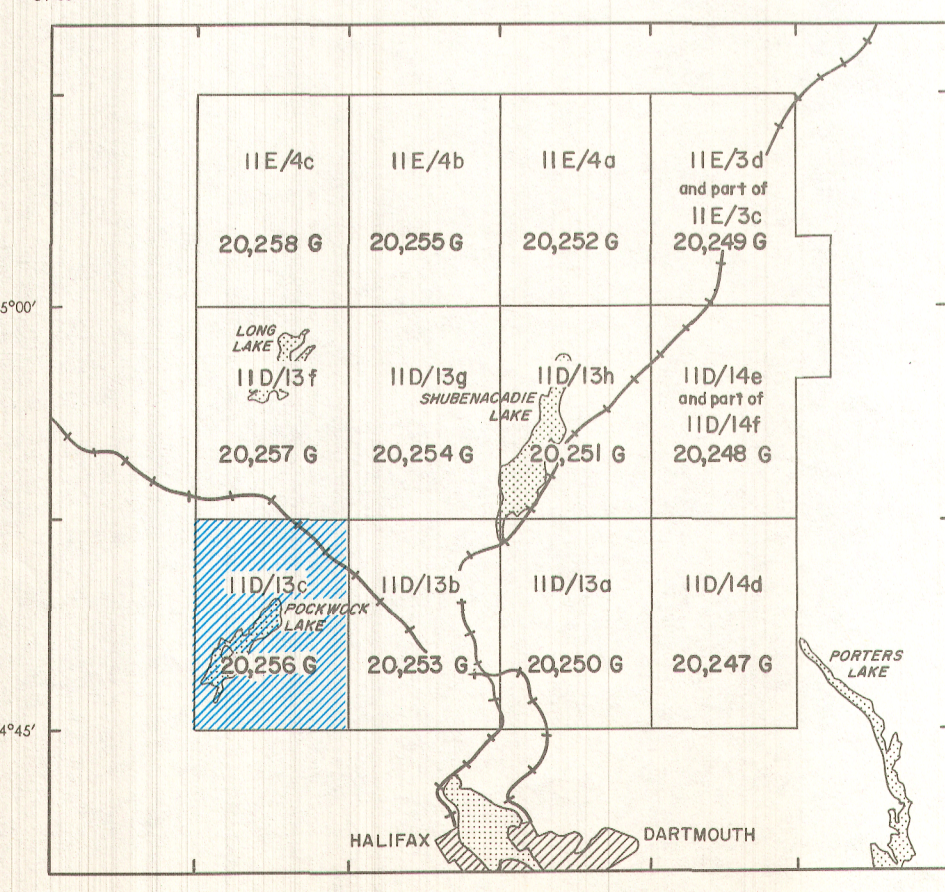 11E/4c
11E/4b
11E/4a
11E/3d
and part of
11E/3c
20,258 G
20,255 G
20,252 G
20,249 G
5°00'
LONG
LAKE
11D/13f
11D/13g
11D/13h
11D/14e
and part of
11D/14f
SHUBENACADIE
LAKE
20,257 G
20,254 G
20,251 G
20,248 G
11D/13c
11D/13b
11D/13a
11D/14d
POCKWOCK
LAKE
20,256 G
20,253 G
20,250 G
20,247 G
PORTERS
LAKE
4°45'
HALIFAX
DARTMOUTH